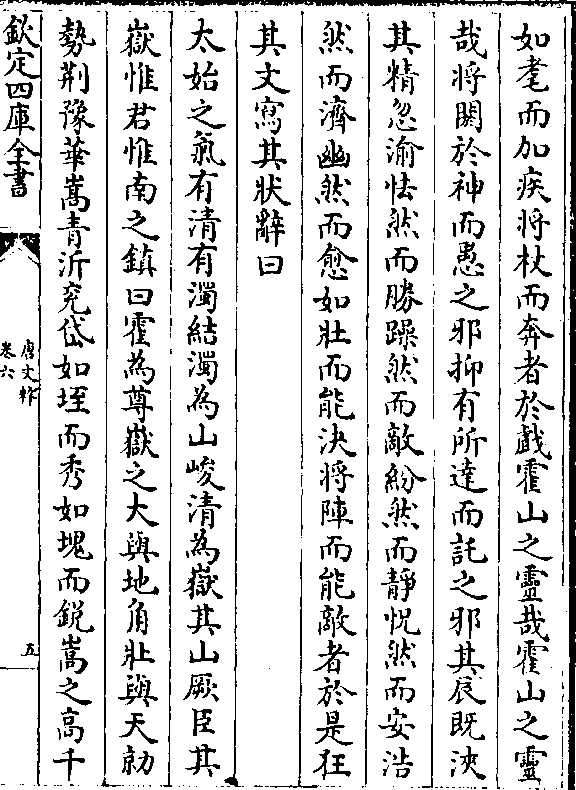 如耄而加疾将杖而奔者於戯霍山之靈哉霍山之靈
哉將闗於神而愚之邪抑有所達而託之邪其辰既浹
其精忽渝怯然而勝躁然而敵紛然而靜怳然而安浩
然而濟幽然而愈如壯而能决將陣而能敵者於是狂
其文寫其狀辭曰
太始之氣有清有濁結濁為山峻清為嶽其山厥臣其
嶽惟君惟南之鎮曰霍為尊嶽之大與地角壯與天勍
勢荆豫華嵩青沂兖岱如垤而秀如塊而鋭嵩之高千
欽定四庫全書
唐文粹
卷六
五